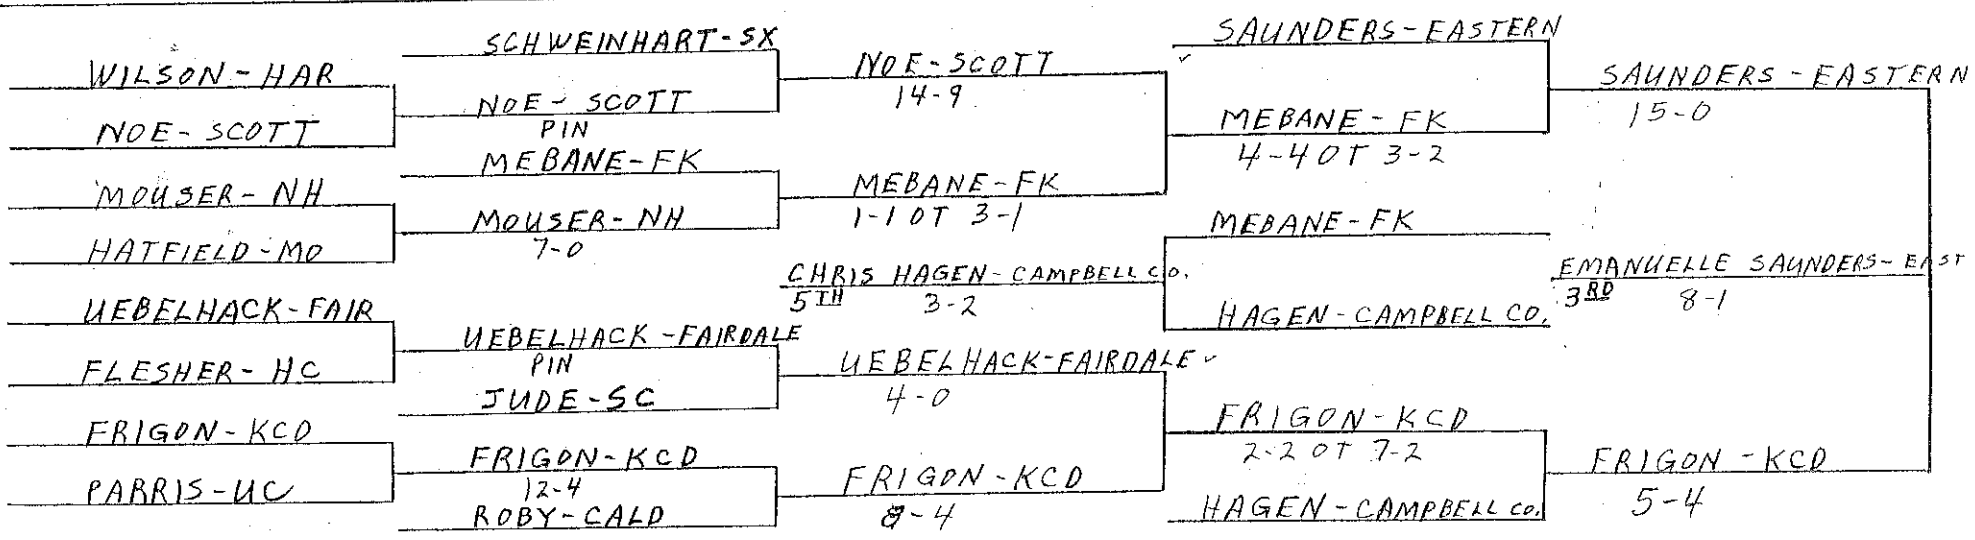 WILSON - HAR
NOE - SCOTT
MOUSER - NH
HATFIELD - MO
UEBELHACK - FAIR
FLESHER - HC
FRIGON - KCD
PARRIS - UC
SCHWEINHART - SX
NOE - SCOTT
PIN
MEBANE - FK
MOUSER - NH
7-0
UEBELHACK - FAIRDALE
PIN
JUDE - SC
FRIGON - KCD
12-4
ROBY - CALD
NOE - SCOTT
14-9
MEBANE - FK
1-1 OT 3-1
CHRIS HAGEN - CAMPBELL CO.
5TH 3-2
UEBELHACK - FAIRDALE
4-0
FRIGON - KCD
8-4
SAUNDERS - EASTERN
MEBANE - FK
4-4 OT 3-2
MEBANE - FK
HAGEN - CAMPBELL CO.
FRIGON - KCD
2-2 OT 7-2
HAGEN - CAMPBELL CO.
SAUNDERS - EASTERN
15-0
EMANUELLE SAUNDERS - EAST
3RD 8-1
FRIGON - KCD
5-4